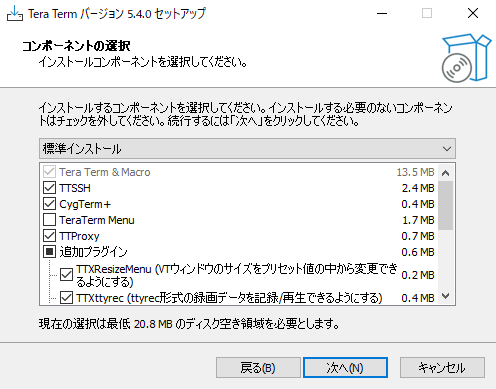 Tera Term バージョン 5.4.0 セットアップ
コンポーネントの選択
インストールコンポーネントを選択してください。
インストールするコンポーネントを選択してください。インストールする必要のないコンポーネン
トはチェックを外してください。続行するには「次へ」をクリックしてください。
標準インストール
Tera Term & Macro 13.5 MB
TTSSH 2.4 MB
CygTerm+ 0.4 MB
TeraTerm Menu 1.7 MB
TTProxy 0.7 MB
追加プラグイン 0.6 MB
TTXResizeMenu (VTウィンドウのサイズをプリセット値の中から変更でき
るようにする) 0.2 MB
TTXttyrec (ttyrec形式の録画データを記録/再生できるようにする) 0.4 MB
現在の選択は最低 20.8 MB のディスク空き領域を必要とします。
戻る(B) 次へ(N) キャンセル